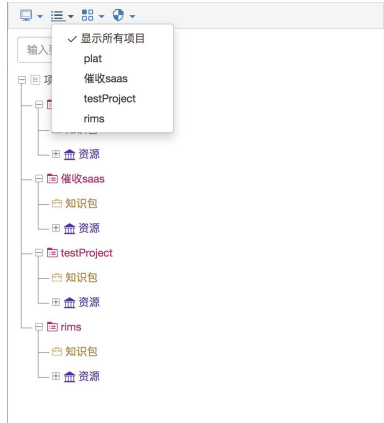 显示所有项目
plat
催收saas
testProject
rims
输入
项
资源
催收saas
知识包
资源
testProject
知识包
资源
rims
知识包
资源